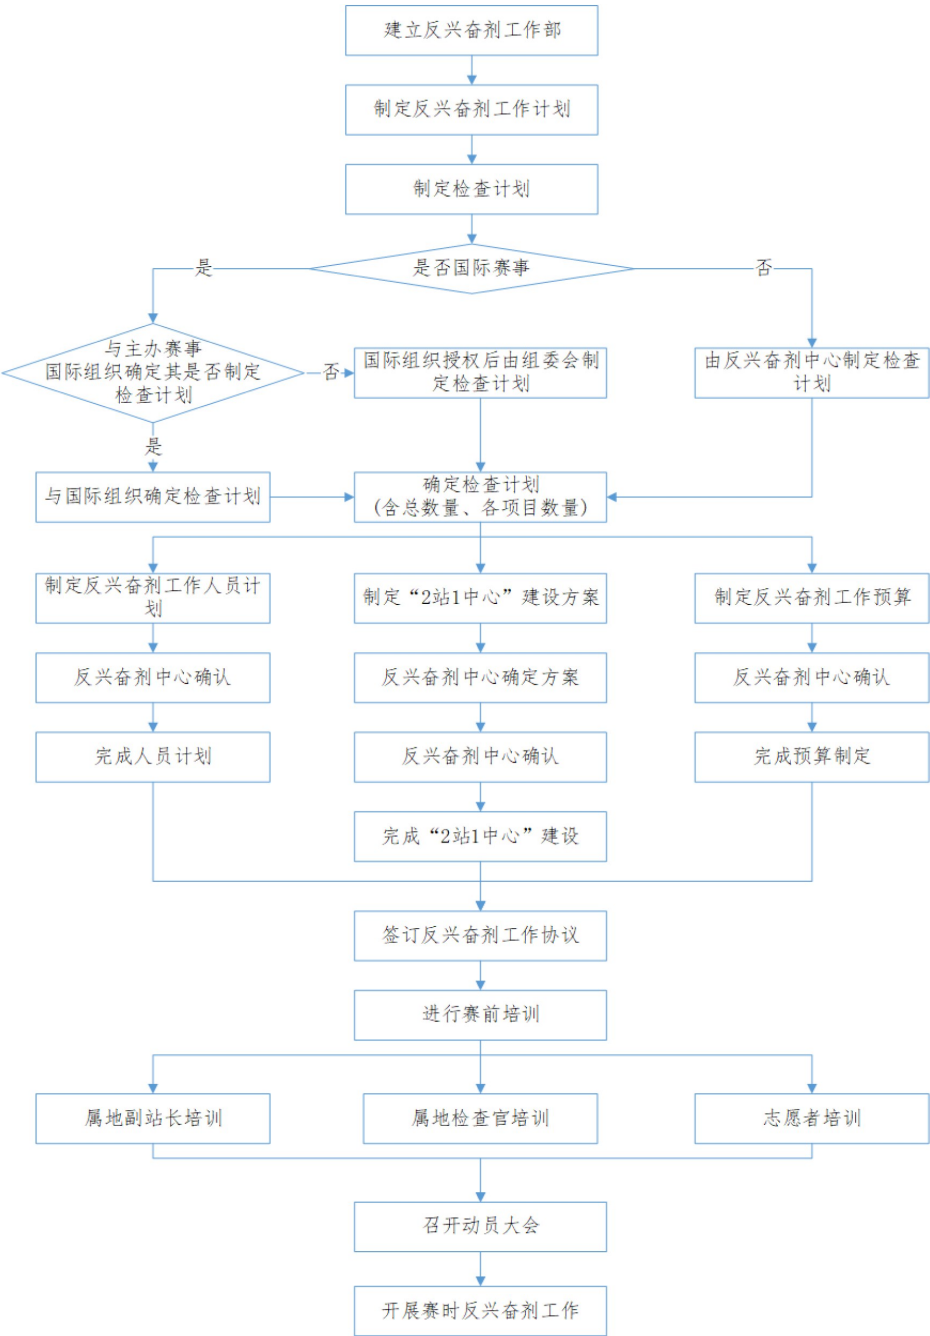 建立反兴奋剂工作部
制定反兴奋剂工作计划
制定检查计划
是否国际赛事
是
否
与主办赛事
国际组织确定其是否制定
检查计划
否
国际组织授权后由组委会制
定检查计划
由反兴奋剂中心制定检查
计划
是
与国际组织确定检查计划
确定检查计划
(含总数量、各项目数量)
制定反兴奋剂工作人员计
划
制定“2站1中心”建设方案
制定反兴奋剂工作预算
反兴奋剂中心确认
反兴奋剂中心确定方案
反兴奋剂中心确认
完成人员计划
反兴奋剂中心确认
完成预算制定
完成“2站1中心”建设
签订反兴奋剂工作协议
进行赛前培训
属地副站长培训
属地检查官培训
志愿者培训
召开动员大会
开展赛时反兴奋剂工作